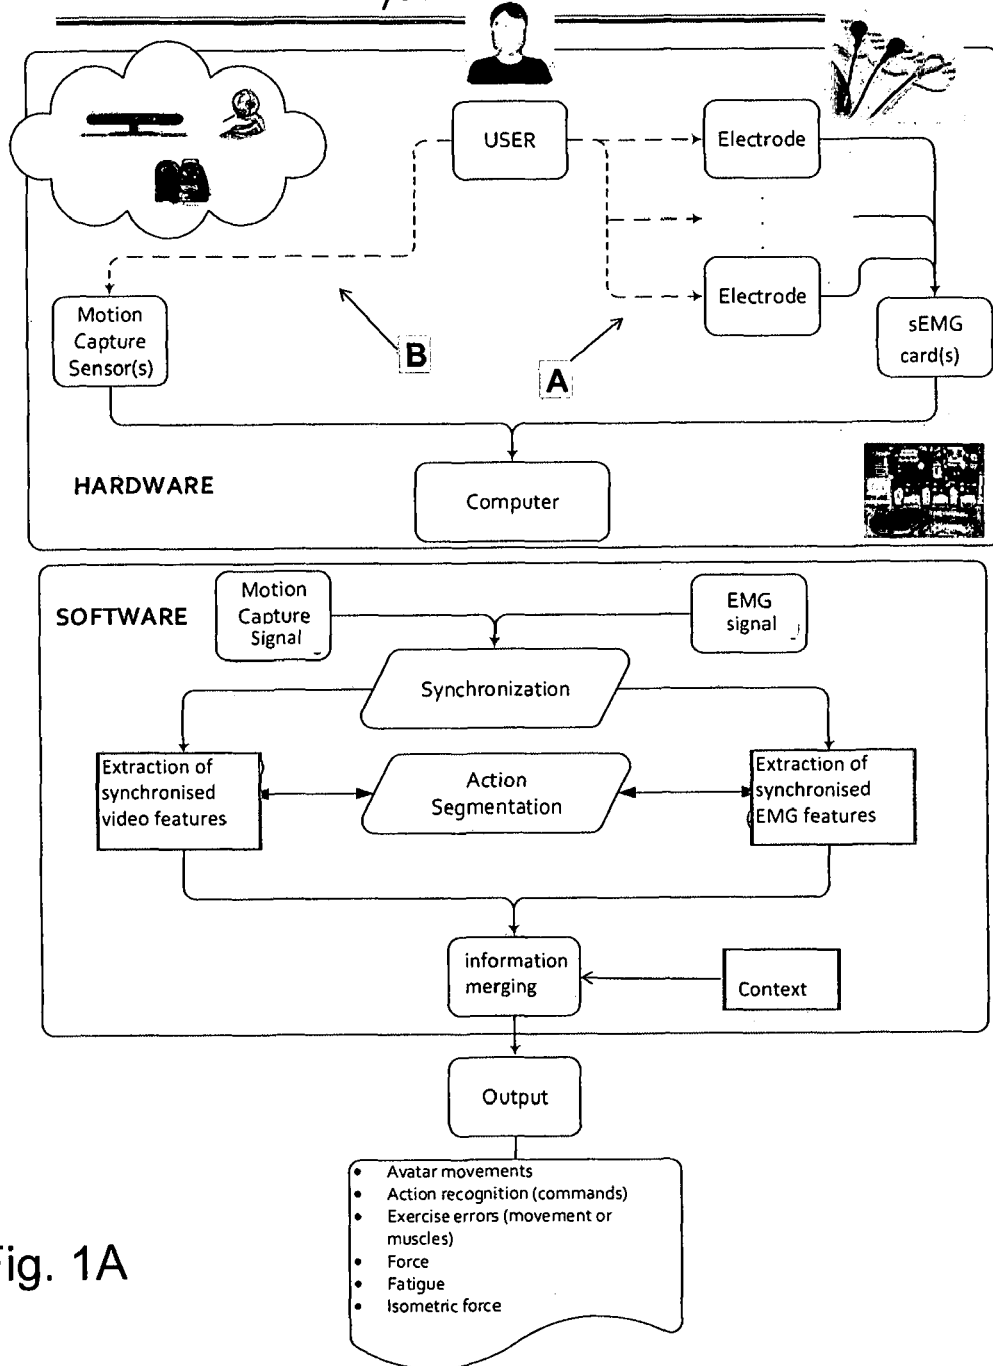 USER
Electrode
Electrode
Motion
Capture
Sensor(s)
sEMG
card(s)
B
A
HARDWARE
Computer
SOFTWARE
Motion
Capture
Signal
EMG
signal
Synchronization
Extraction of
synchronised
video features
Action
Segmentation
Extraction of
synchronised
EMG features
information
merging
Context
Output
• Avatar movements
• Action recognition (commands)
• Exercise errors (movement or
muscles)
• Force
• Fatigue
• Isometric force
Fig. 1A